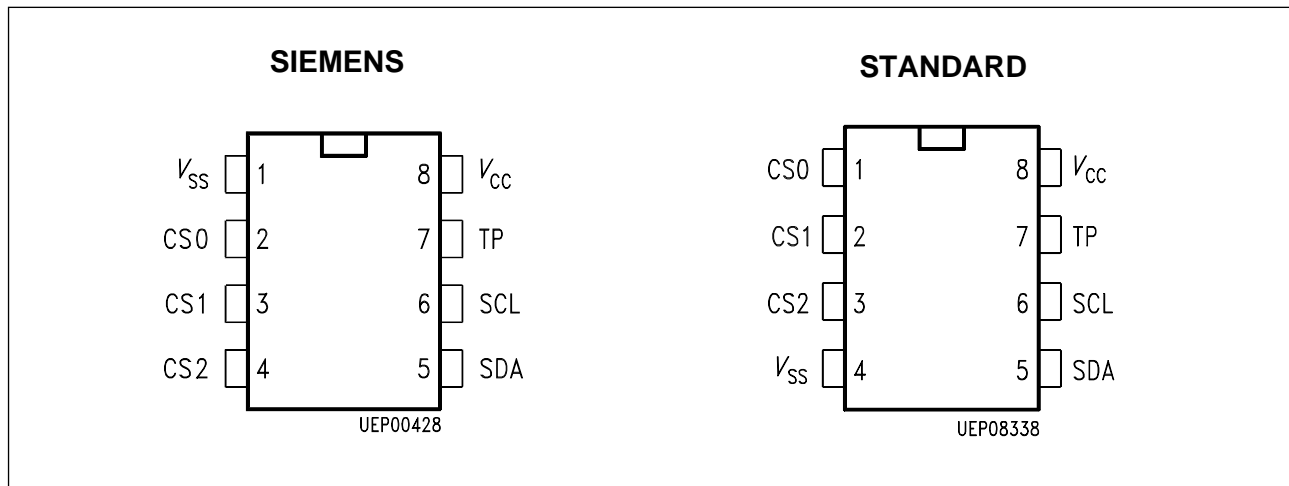 SIEMENS
VSS 1 8 VCC
CS0 2 7 TP
CS1 3 6 SCL
CS2 4 5 SDA
UEP00428
STANDARD
CS0 1 8 VCC
CS1 2 7 TP
CS2 3 6 SCL
VSS 4 5 SDA
UEP08338